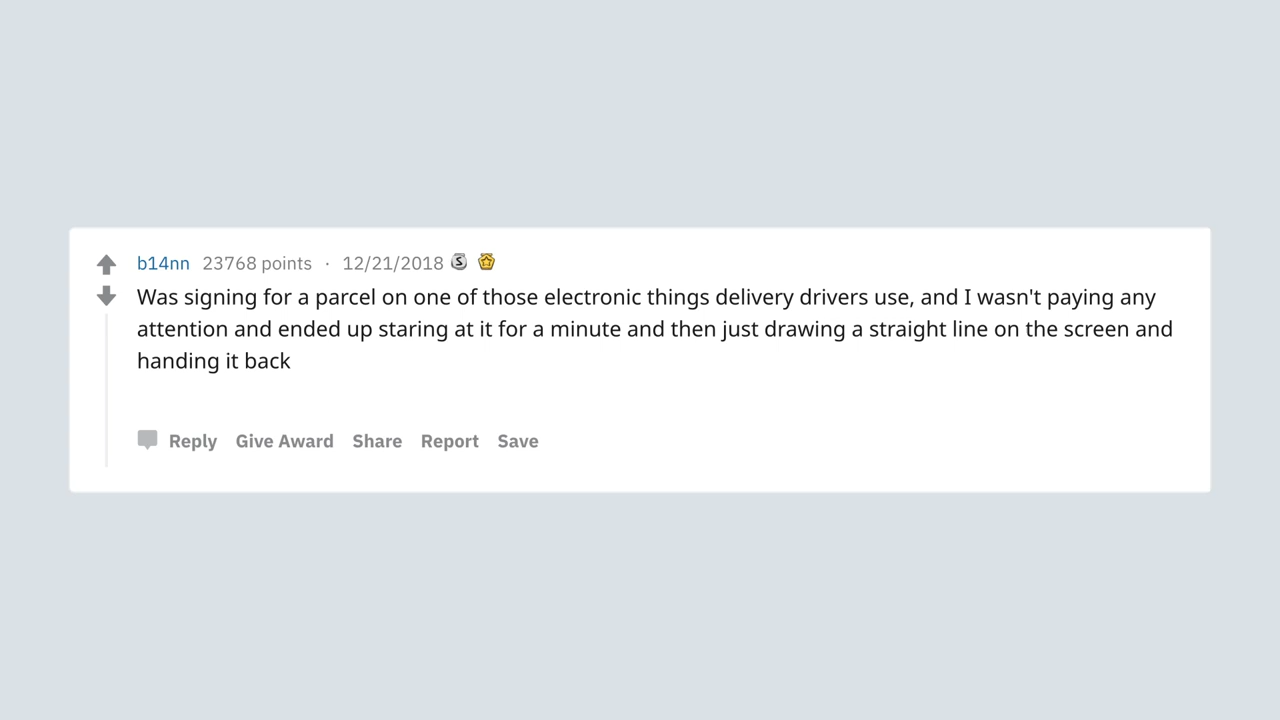 b14nn 23768 points · 12/21/2018
Was signing for a parcel on one of those electronic things delivery drivers use, and I wasn't paying any
attention and ended up staring at it for a minute and then just drawing a straight line on the screen and
handing it back
Reply Give Award Share Report Save